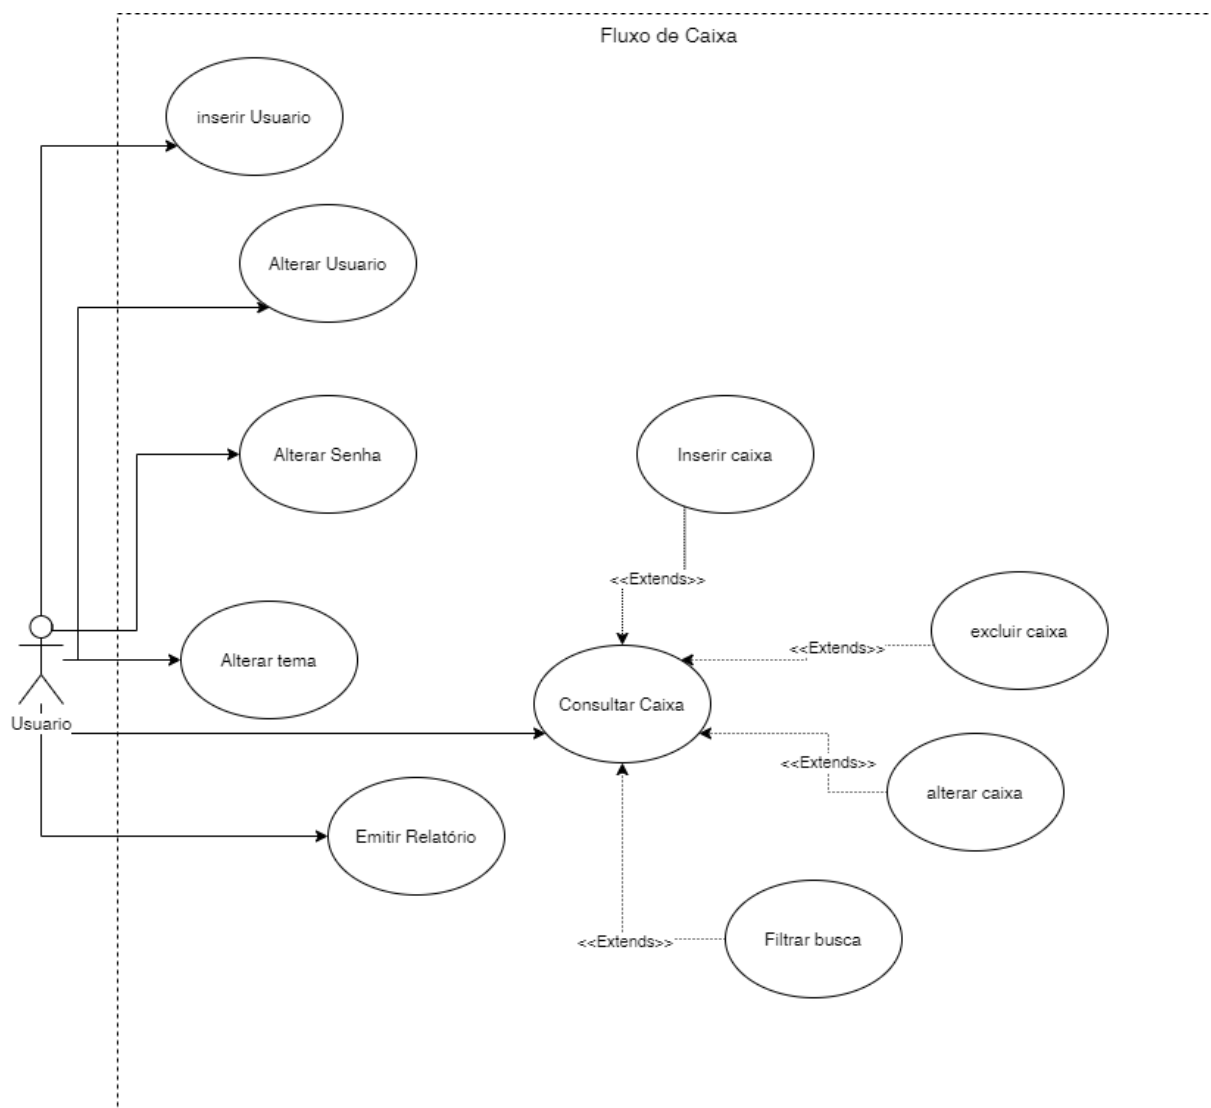 Fluxo de Caixa
inserir Usuario
Alterar Usuario
Alterar Senha
Inserir caixa
<<Extends>>
excluir caixa
<<Extends>>
Alterar tema
Consultar Caixa
Usuario
<<Extends>>
alterar caixa
Emitir Relatório
<<Extends>>
Filtrar busca